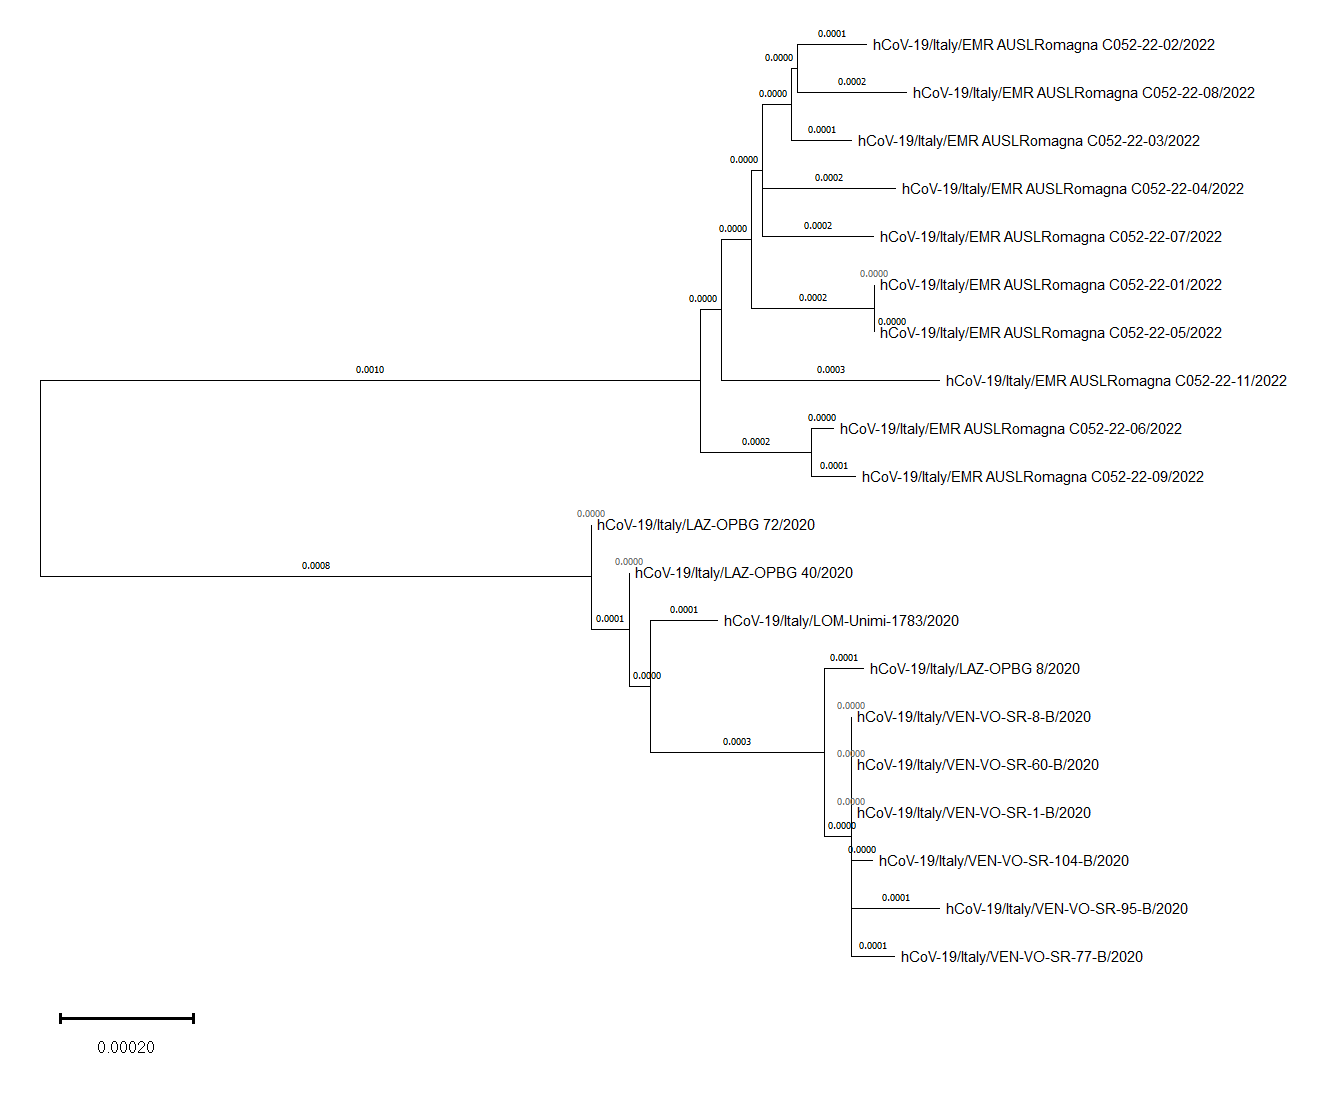 0.0001
hCoV-19/Italy/EMR AUSLRomagna C052-22-02/2022
0.0000
0.0002
hCoV-19/Italy/EMR AUSLRomagna C052-22-08/2022
0.0000
0.0001
hCoV-19/Italy/EMR AUSLRomagna C052-22-03/2022
0.0000
0.0002
hCoV-19/Italy/EMR AUSLRomagna C052-22-04/2022
0.0000
0.0002
hCoV-19/Italy/EMR AUSLRomagna C052-22-07/2022
0.0000
hCoV-19/Italy/EMR AUSLRomagna C052-22-01/2022
0.0000
0.0002
0.0000
hCoV-19/Italy/EMR AUSLRomagna C052-22-05/2022
0.0010
0.0003
hCoV-19/Italy/EMR AUSLRomagna C052-22-11/2022
0.0000
hCoV-19/Italy/EMR AUSLRomagna C052-22-06/2022
0.0002
0.0001
hCoV-19/Italy/EMR AUSLRomagna C052-22-09/2022
0.0000
hCoV-19/Italy/LAZ-OPBG 72/2020
0.0008
0.0000
hCoV-19/Italy/LAZ-OPBG 40/2020
0.0001
0.0001
hCoV-19/Italy/LOM-Unimi-1783/2020
0.0000
0.0001
hCoV-19/Italy/LAZ-OPBG 8/2020
0.0000
hCoV-19/Italy/VEN-VO-SR-8-B/2020
0.0003
0.0000
hCoV-19/Italy/VEN-VO-SR-60-B/2020
0.0000
hCoV-19/Italy/VEN-VO-SR-1-B/2020
0.0000
0.0000
hCoV-19/Italy/VEN-VO-SR-104-B/2020
0.0001
hCoV-19/Italy/VEN-VO-SR-95-B/2020
0.0001
hCoV-19/Italy/VEN-VO-SR-77-B/2020
0.00020